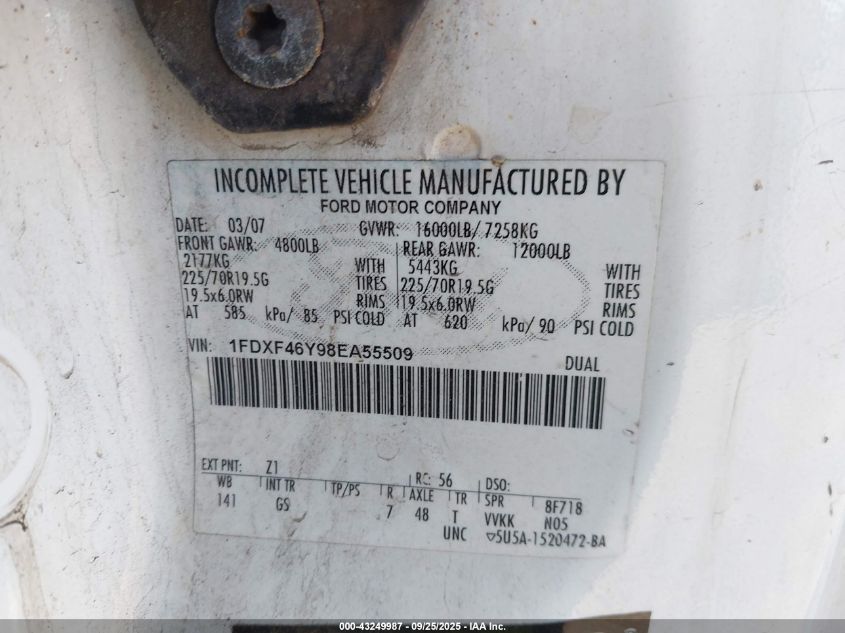 INCOMPLETE VEHICLE MANUFACTURED BY
FORD MOTOR COMPANY
DATE: 03/07 GVWR: 16000LB/ 7258KG
FRONT GAWR: 4800LB REAR GAWR: 12000LB
2177KG WITH 5443KG WITH
225/70R19.5G TIRES 225/70R19.5G TIRES
19.5x6.0RW RIMS 19.5x6.0RW RIMS
AT 585 kPa/ 85 PSI COLD AT 620 kPa/ 90 PSI COLD
VIN: 1FDXF46Y98EA55509 DUAL
EXT PNT: Z1 RC: 56 DSO:
WB INT TR TP/PS R AXLE TR SPR 8F718
141 GS 7 48 T VVKK N05
UNC ▽5U5A-1520472-BA
000-43249987 - 09/25/2025 - IAA Inc.